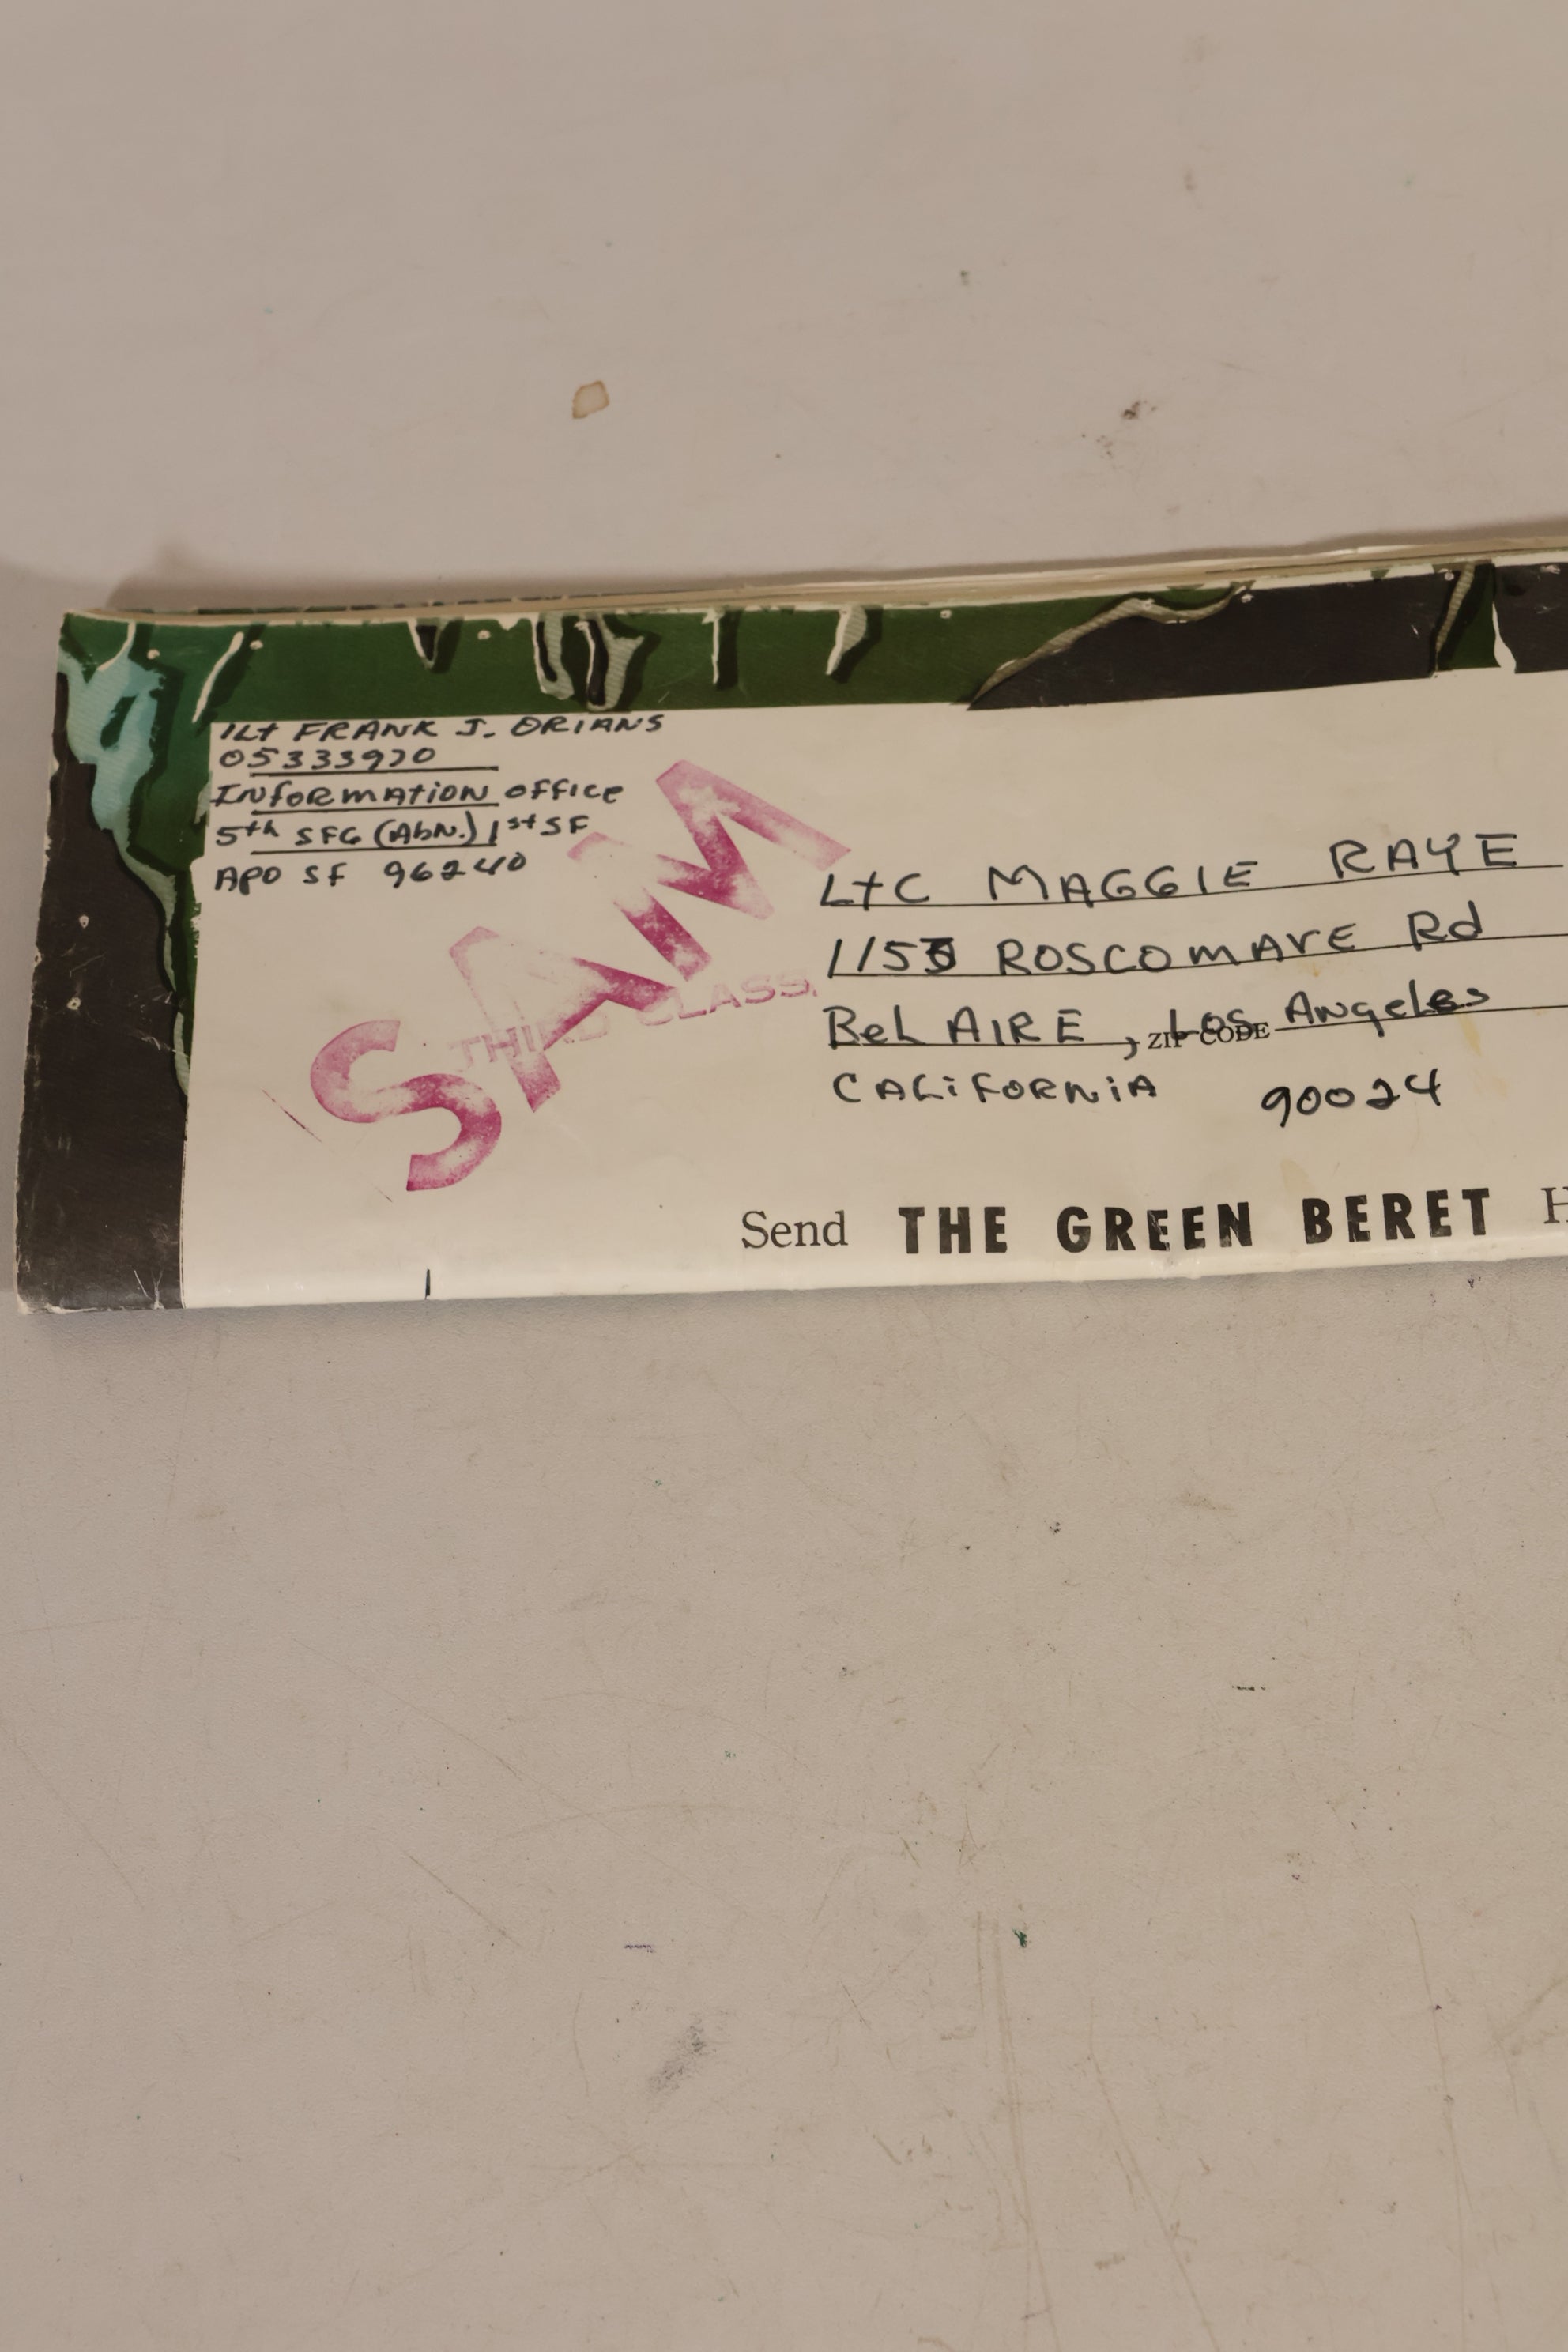 1Lt FRANK J. ORIANS
05333970
INFORMATION OFFICE
5th SFG (Abn.) 1st SF
APO SF 96240
SAM
THIRD CLASS
LtC MAGGIE RAYE
1153 ROSCOMARE Rd
BeL AIRE, Los Angeles
ZIP CODE
CALiFORNiA 90024
Send THE GREEN BERET H